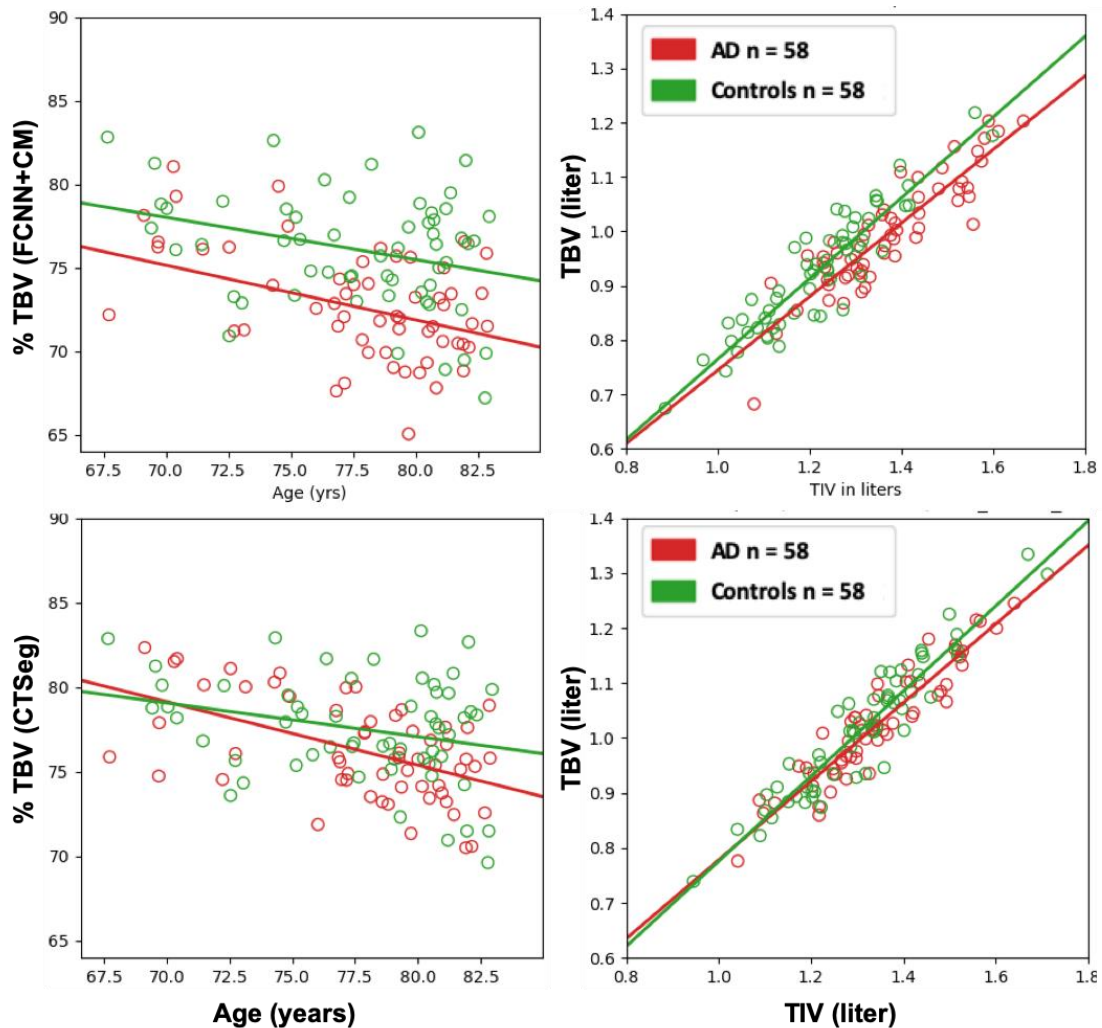 90
85
80
75
70
65
% TBV (FCNN+CM)
67.5 70.0 72.5 75.0 77.5 80.0 82.5
Age (yrs)
1.4
1.3
1.2
1.1
1.0
0.9
0.8
0.7
0.6
TBV (liter)
AD n = 58
Controls n = 58
0.8 1.0 1.2 1.4 1.6 1.8
TIV in liters
90
85
80
75
70
65
% TBV (CTSeg)
67.5 70.0 72.5 75.0 77.5 80.0 82.5
Age (years)
1.4
1.3
1.2
1.1
1.0
0.9
0.8
0.7
0.6
TBV (liter)
AD n = 58
Controls n = 58
0.8 1.0 1.2 1.4 1.6 1.8
TIV (liter)